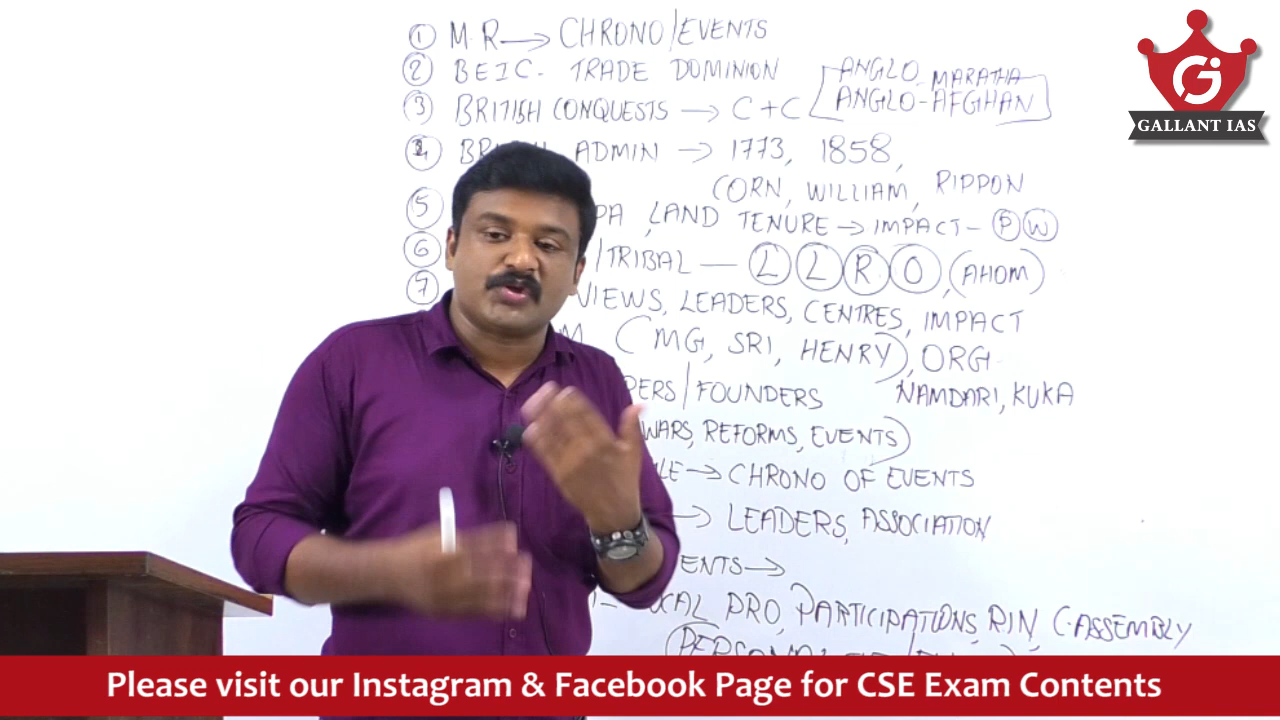 ① M.R → CHRONO/EVENTS
② BEIC- TRADE DOMINION
③ BRITISH CONQUESTS → C+C
ANGLO MARATHA
ANGLO-AFGHAN
GALLANT IAS
ADMIN → 1773, 1858,
CORN, WILLIAM, RIPPON
⑤ PA, LAND TENURE → IMPACT- Ⓟ Ⓦ
⑥ /TRIBAL — Ⓛ Ⓛ Ⓡ Ⓞ, (AHOM)
⑦ VIEWS, LEADERS, CENTRES, IMPACT
M (MG, SRI, HENRY), ORGI-
PERS/FOUNDERS NAMDARI, KUKA
WARS, REFORMS, EVENTS)
LE → CHRONO OF EVENTS
→ LEADERS, ASSOCIATION
ENTS →
PRO, PARTICIPATIONS, RIN, C.ASSEMBLY
Please visit our Instagram & Facebook Page for CSE Exam Contents